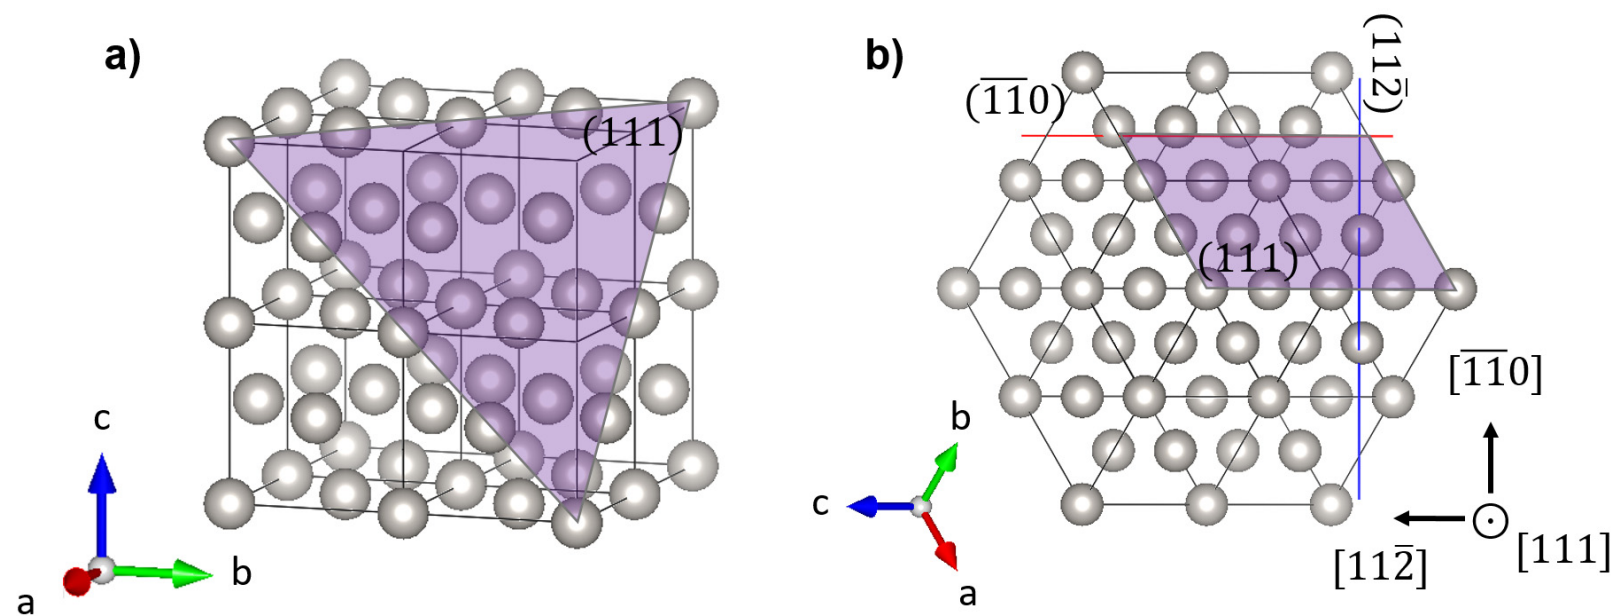 a)
(111)
c
b
a
b)
(1̅1̅0)
(112̅)
(111)
[1̅1̅0]
b
c
a
[112̅]
[111]